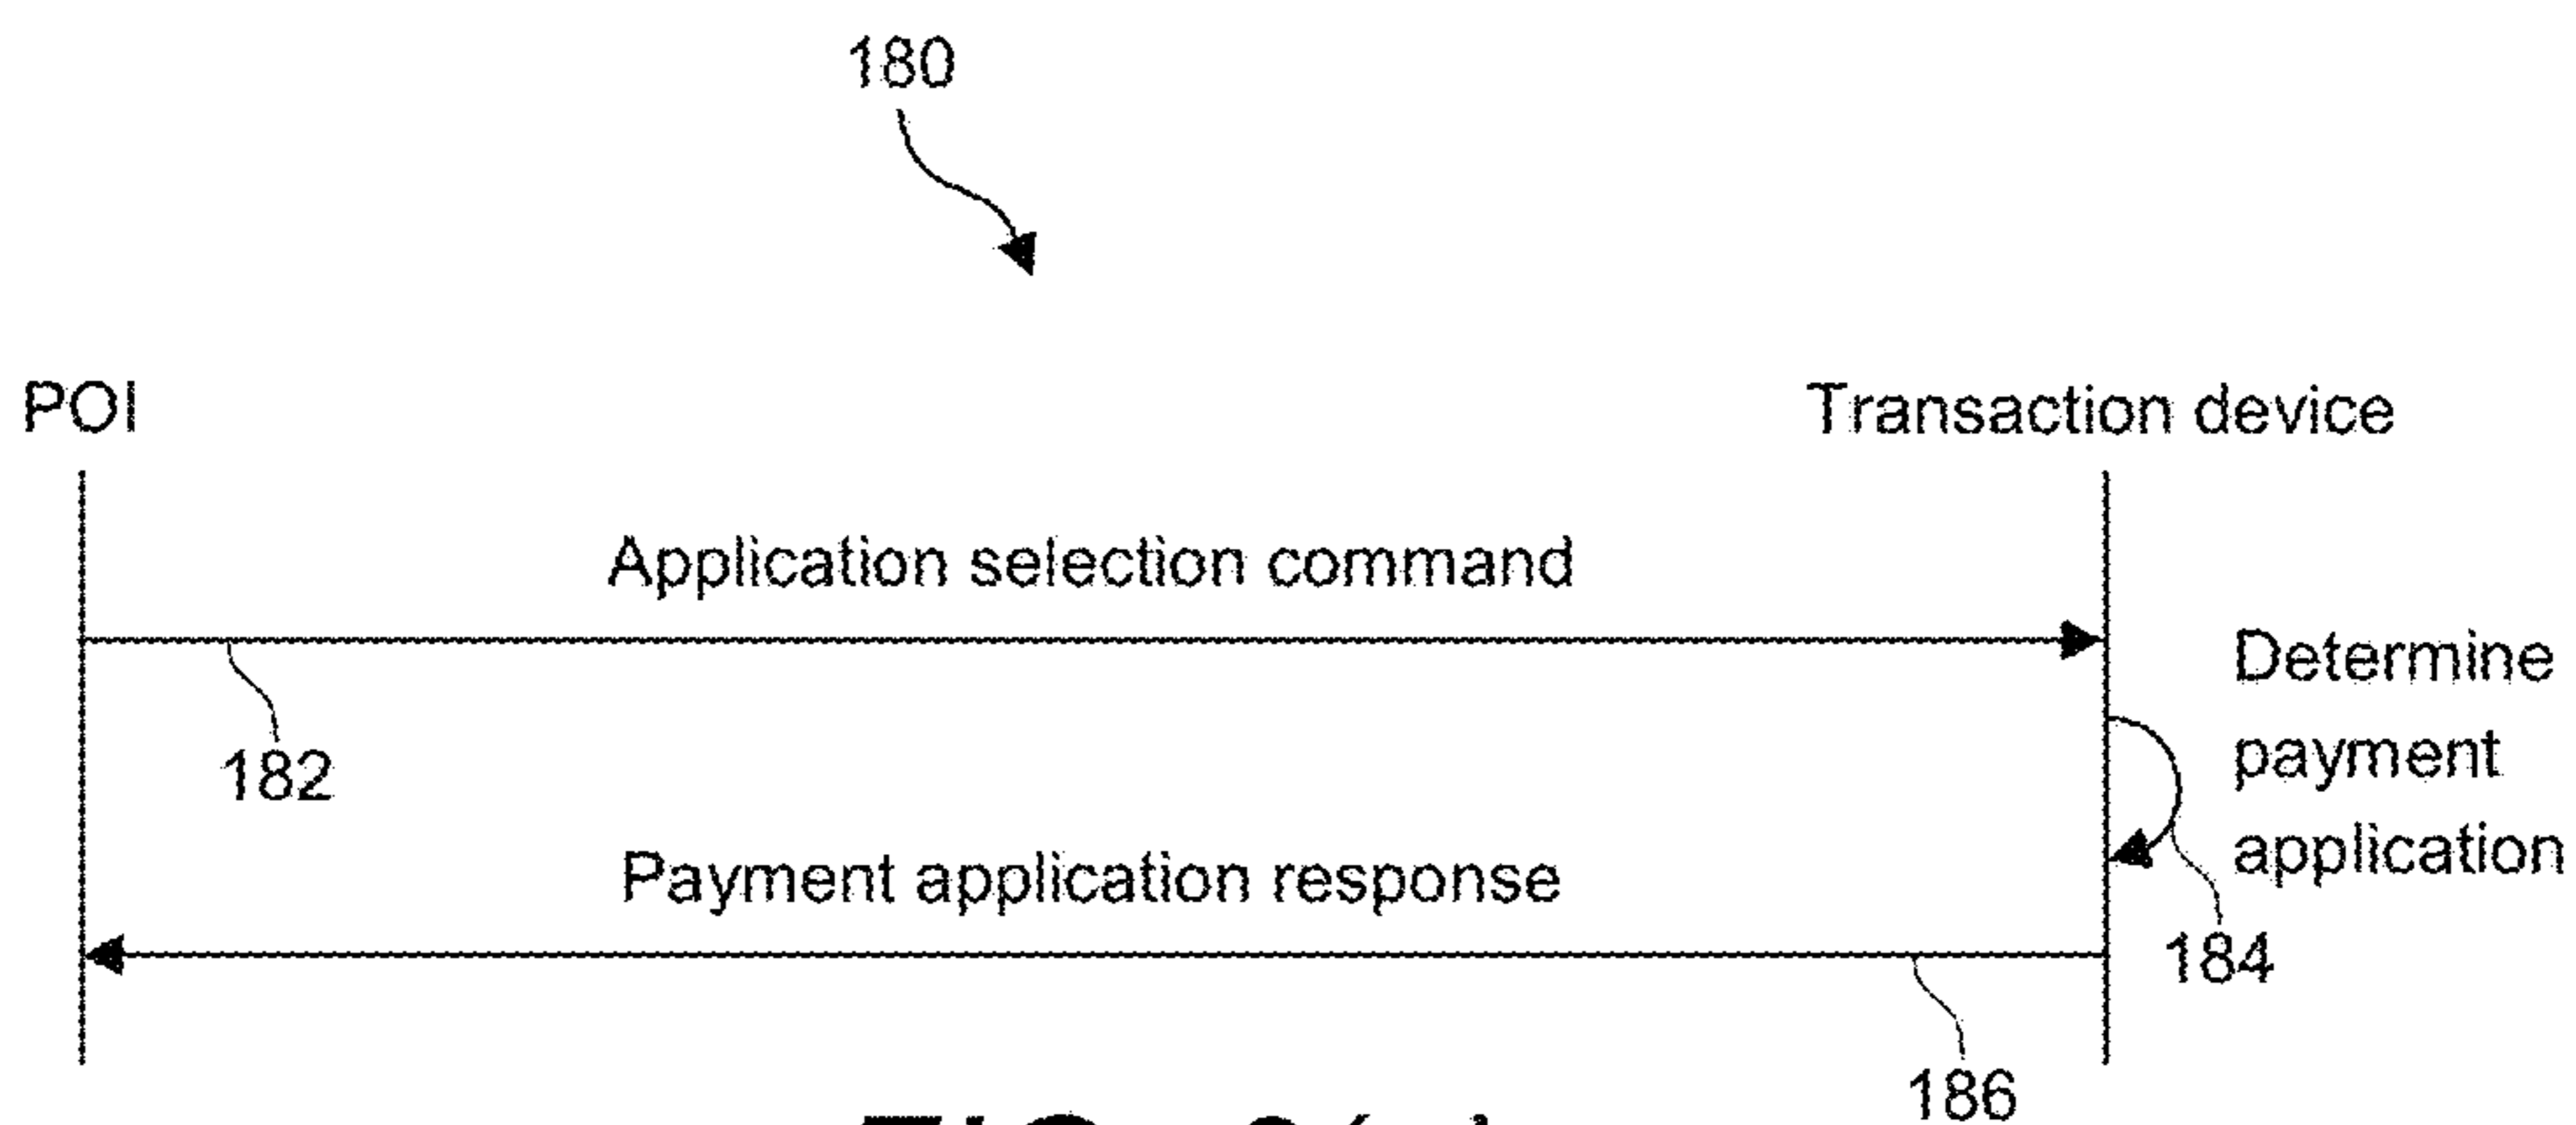 180
POI
Transaction device
Application selection command
Determine
payment
application
182
Payment application response
184
186